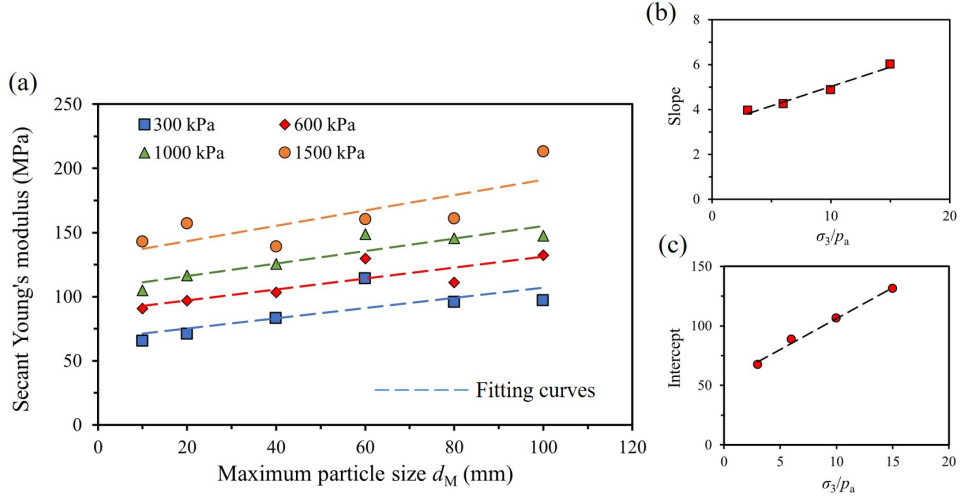 (a)
Secant Young's modulus (MPa)
250
200
150
100
50
0
300 kPa
600 kPa
1000 kPa
1500 kPa
Fitting curves
0 20 40 60 80 100 120
Maximum particle size dM (mm)
(b)
Slope
8
6
4
2
0
0 10 20
σ3/pa
(c)
Intercept
150
100
50
0
0 5 10 15 20
σ3/pa